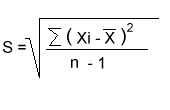 S = √ ∑ ( Xi - X̅ )²
n - 1